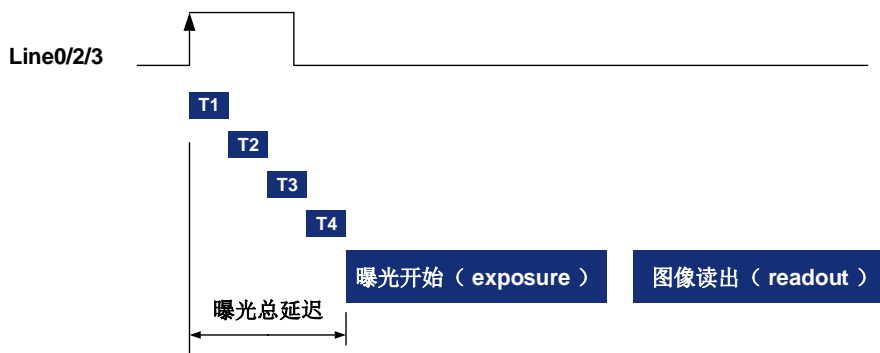 Line0/2/3
T1
T2
T3
T4
曝光开始（ exposure ）
图像读出（ readout ）
曝光总延迟